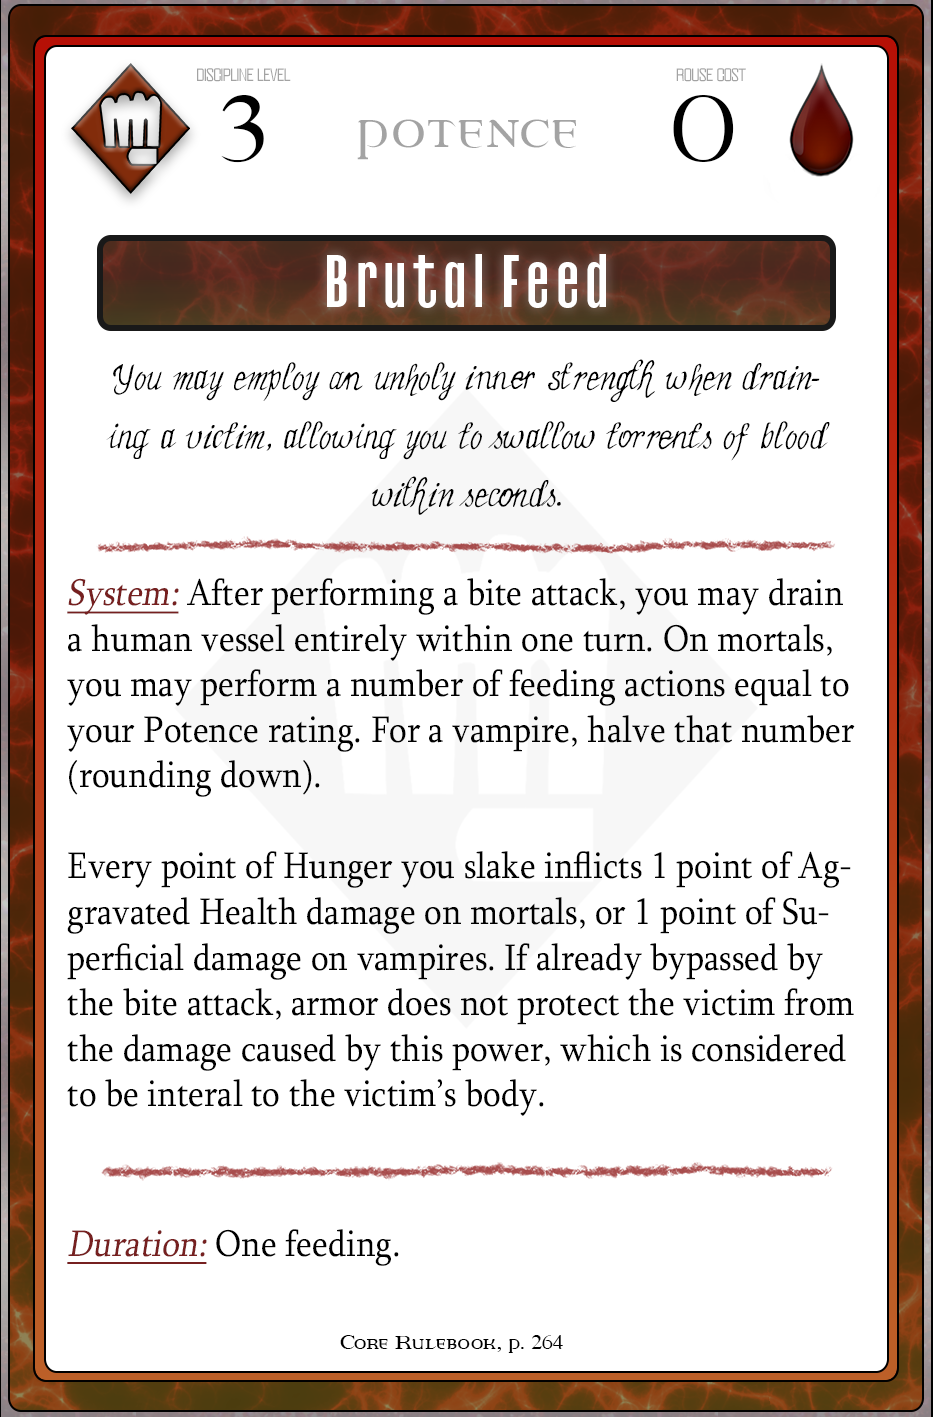 DISCIPLINE LEVEL
ROUSE COST
3
POTENCE
0
Brutal Feed
You may employ an unholy inner strength when drain-
ing a victim, allowing you to swallow torrents of blood
within seconds.
System: After performing a bite attack, you may drain
a human vessel entirely within one turn. On mortals,
you may perform a number of feeding actions equal to
your Potence rating. For a vampire, halve that number
(rounding down).
Every point of Hunger you slake inflicts 1 point of Ag-
gravated Health damage on mortals, or 1 point of Su-
perficial damage on vampires. If already bypassed by
the bite attack, armor does not protect the victim from
the damage caused by this power, which is considered
to be interal to the victim's body.
Duration: One feeding.
Core Rulebook, p. 264